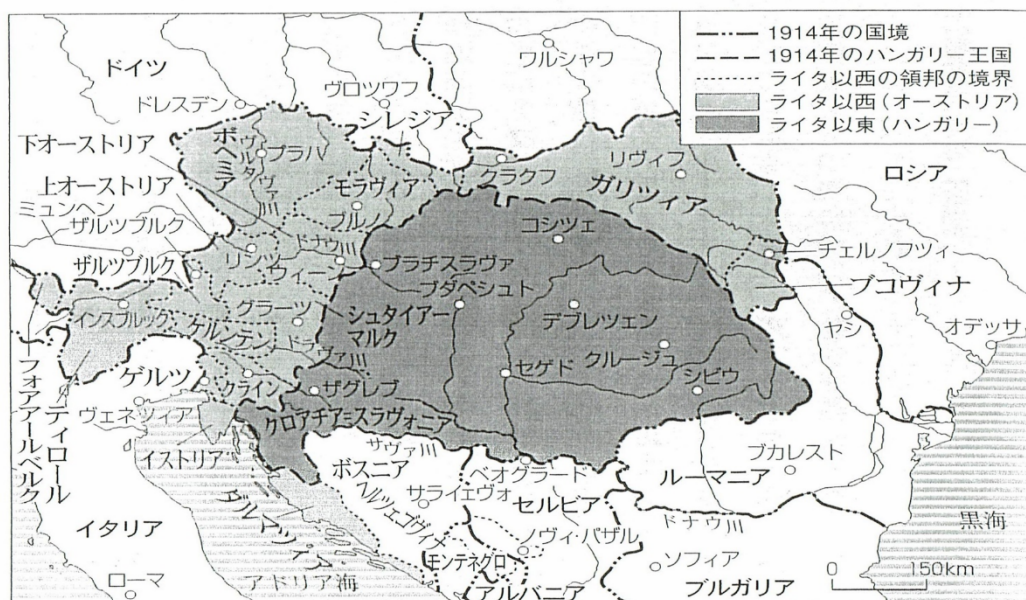 1914年の国境
1914年のハンガリー王国
ライタ以西の領邦の境界
ライタ以西(オーストリア)
ライタ以東(ハンガリー)
ドイツ
ワルシャワ
ドレスデン
ヴロツワフ
シレジア
下オーストリア
ボヘミア
ヴルタヴァ川
プラハ
クラクフ
リヴィフ
ロシア
上オーストリア
モラヴィア
ガリツィア
ミュンヘン
ブルノ
ザルツブルク
コシツェ
ドナウ川
チェルノフツィ
ザルツブルク
リンツ
ウィーン
ブラチスラヴァ
ブダペシュト
ブコヴィナ
グラーツ
シュタイアー
マルク
インスブルック
ケルンテン
デブレツェン
ヤシ
オデッサ
ドラヴァ川
クルージュ
ゲルツ
クライン
ザグレブ
セゲド
シビウ
フォアアールベルク
ティロール
ヴェネツィア
クロアチア=スラヴォニア
サヴァ川
イストリア
ボスニア
ベオグラード
ブカレスト
ルーマニア
ヘルツェゴヴィナ
サライェヴォ
セルビア
イタリア
ダルマツィア
ドナウ川
黒海
ノヴィ・バザル
モンテネグロ
ソフィア
0 150km
アドリア海
ローマ
アルバニア
ブルガリア